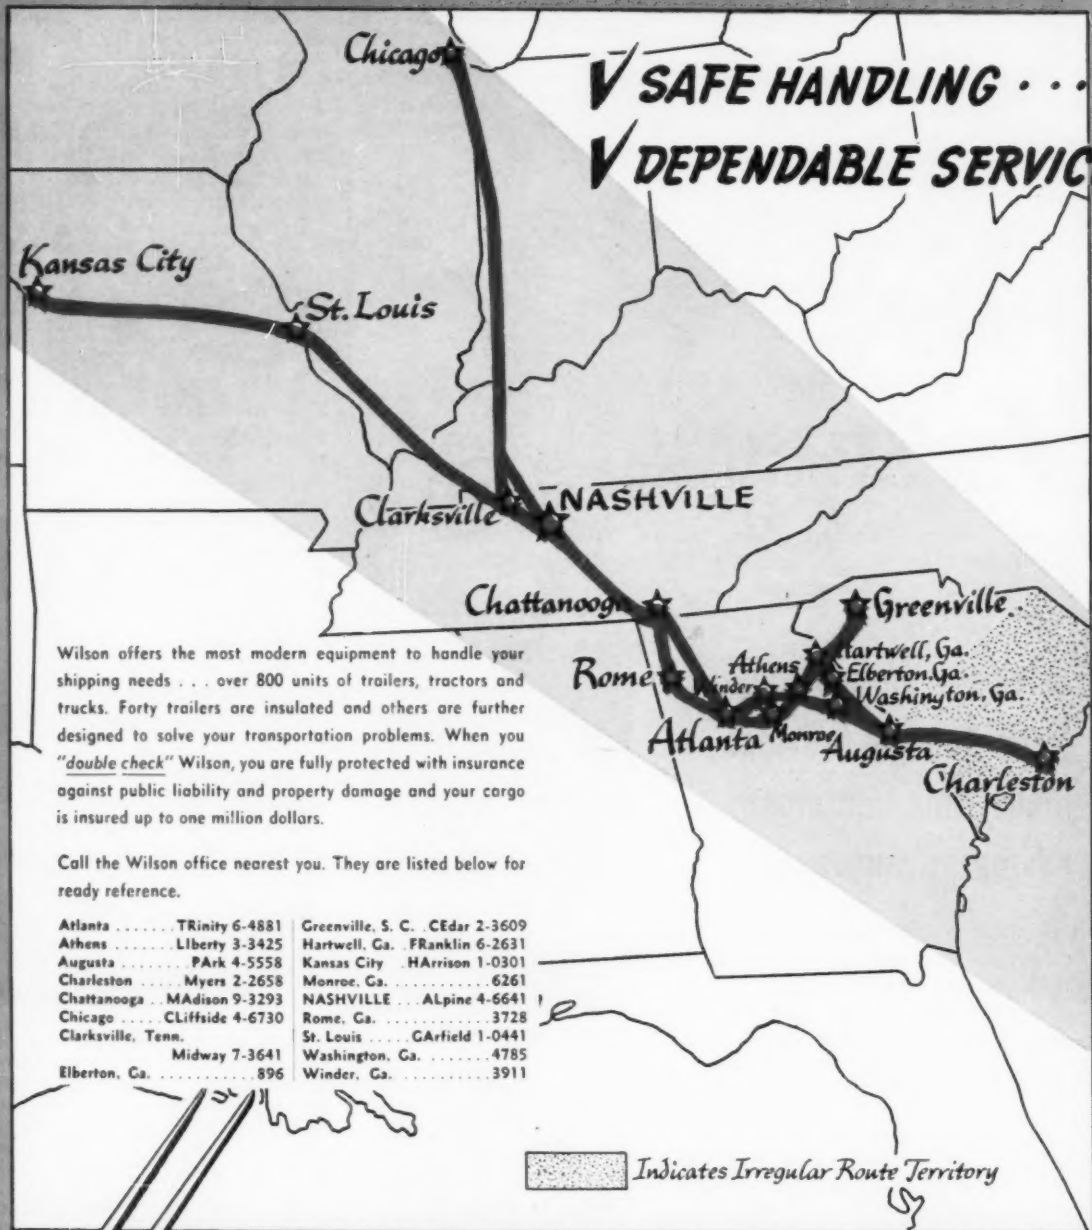 Chicago
✓ SAFE HANDLING ...
✓ DEPENDABLE SERVIC
Kansas City
St. Louis
Clarksville
NASHVILLE
Chattanooga
Greenville
Hartwell, Ga.
Athens
Elberton, Ga.
Rome
Winder
Washington, Ga.
Atlanta
Monroe
Augusta
Charleston
Wilson offers the most modern equipment to handle your
shipping needs . . . over 800 units of trailers, tractors and
trucks. Forty trailers are insulated and others are further
designed to solve your transportation problems. When you
"double check" Wilson, you are fully protected with insurance
against public liability and property damage and your cargo
is insured up to one million dollars.
Call the Wilson office nearest you. They are listed below for
ready reference.
Atlanta ....... TRinity 6-4881
Athens ....... LIberty 3-3425
Augusta ........ PArk 4-5558
Charleston ..... Myers 2-2658
Chattanooga .. MAdison 9-3293
Chicago ..... CLiffside 4-6730
Clarksville, Tenn.
Midway 7-3641
Elberton, Ga. ........... 896
Greenville, S. C. . CEdar 2-3609
Hartwell, Ga. . FRanklin 6-2631
Kansas City . HArrison 1-0301
Monroe, Ga. ............ 6261
NASHVILLE ... ALpine 4-6641
Rome, Ga. ............ 3728
St. Louis ..... GArfield 1-0441
Washington, Ga. ........ 4785
Winder, Ga. ............ 3911
Indicates Irregular Route Territory